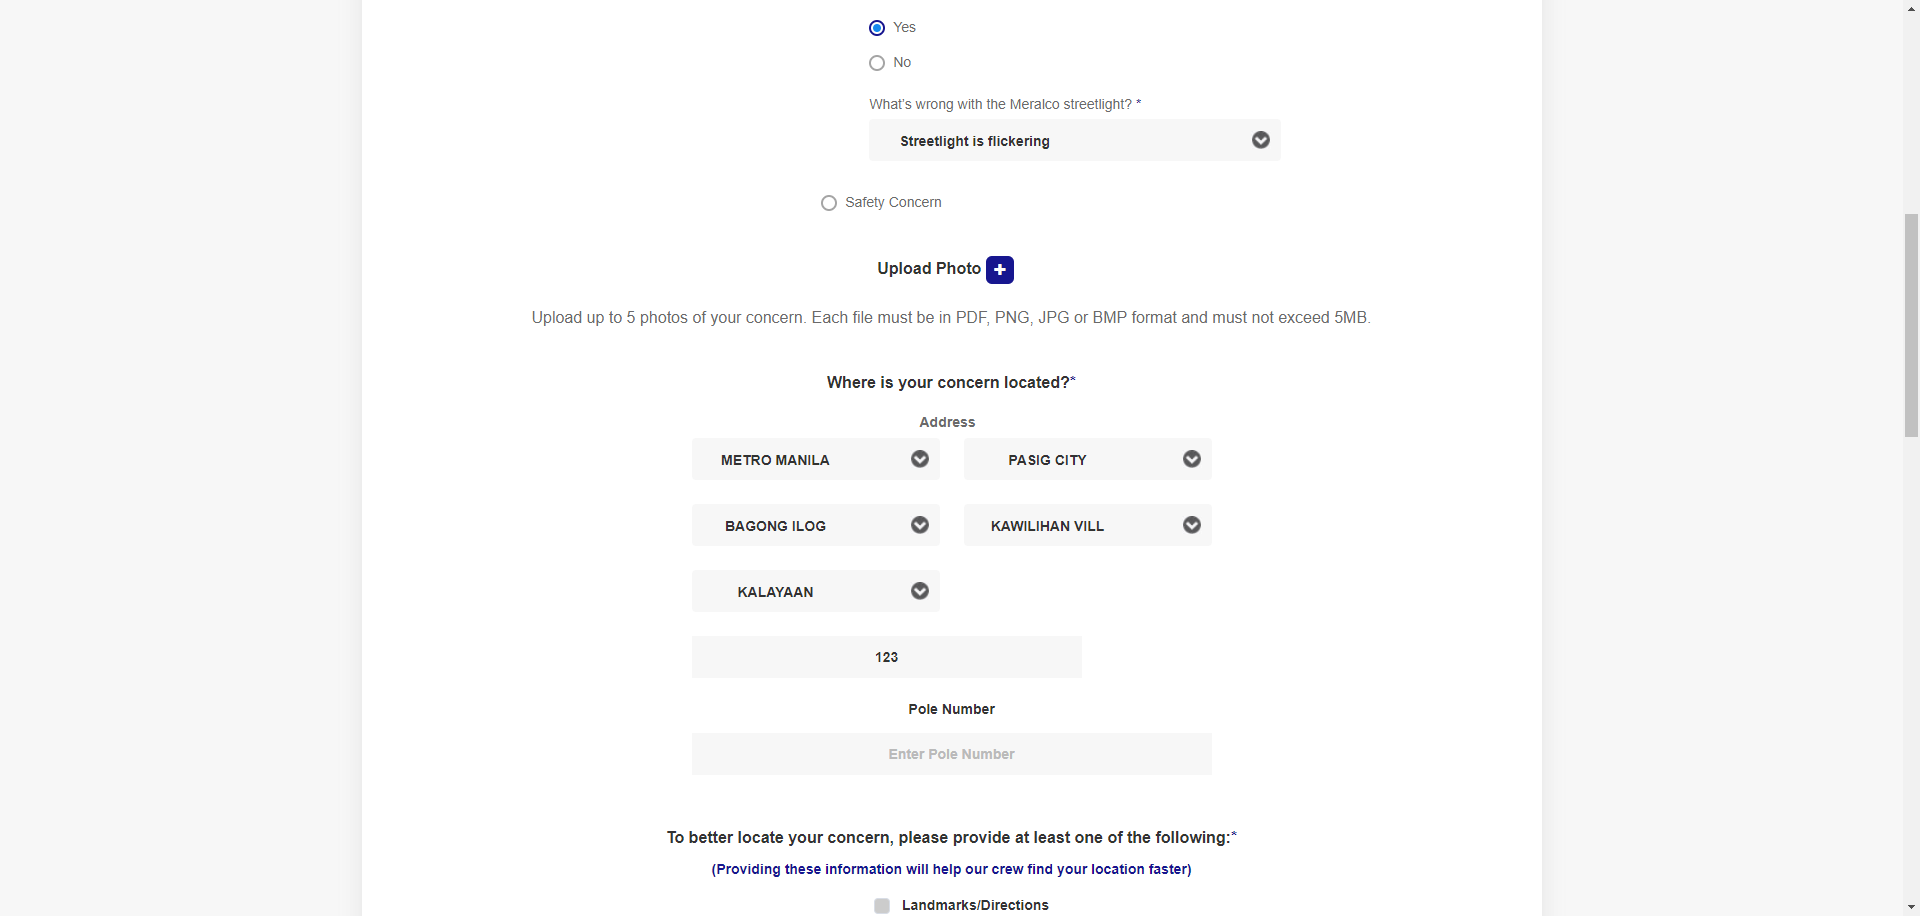 Yes
No
What's wrong with the Meralco streetlight? *
Streetlight is flickering
Safety Concern
Upload Photo
Upload up to 5 photos of your concern. Each file must be in PDF, PNG, JPG or BMP format and must not exceed 5MB.
Where is your concern located?*
Address
METRO MANILA PASIG CITY
BAGONG ILOG KAWILIHAN VILL
KALAYAAN
123
Pole Number
Enter Pole Number
To better locate your concern, please provide at least one of the following:*
(Providing these information will help our crew find your location faster)
Landmarks/Directions